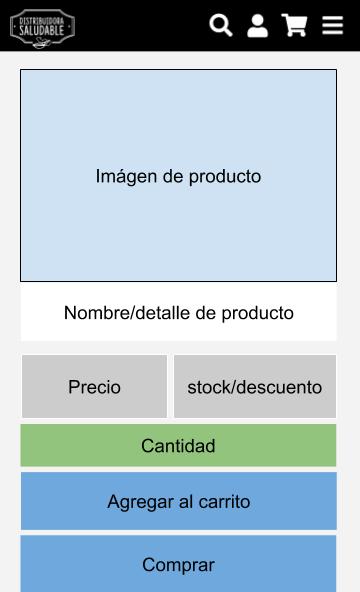 DISTRIBUIDORA
SALUDABLE
Imágen de producto
Nombre/detalle de producto
Precio
stock/descuento
Cantidad
Agregar al carrito
Comprar